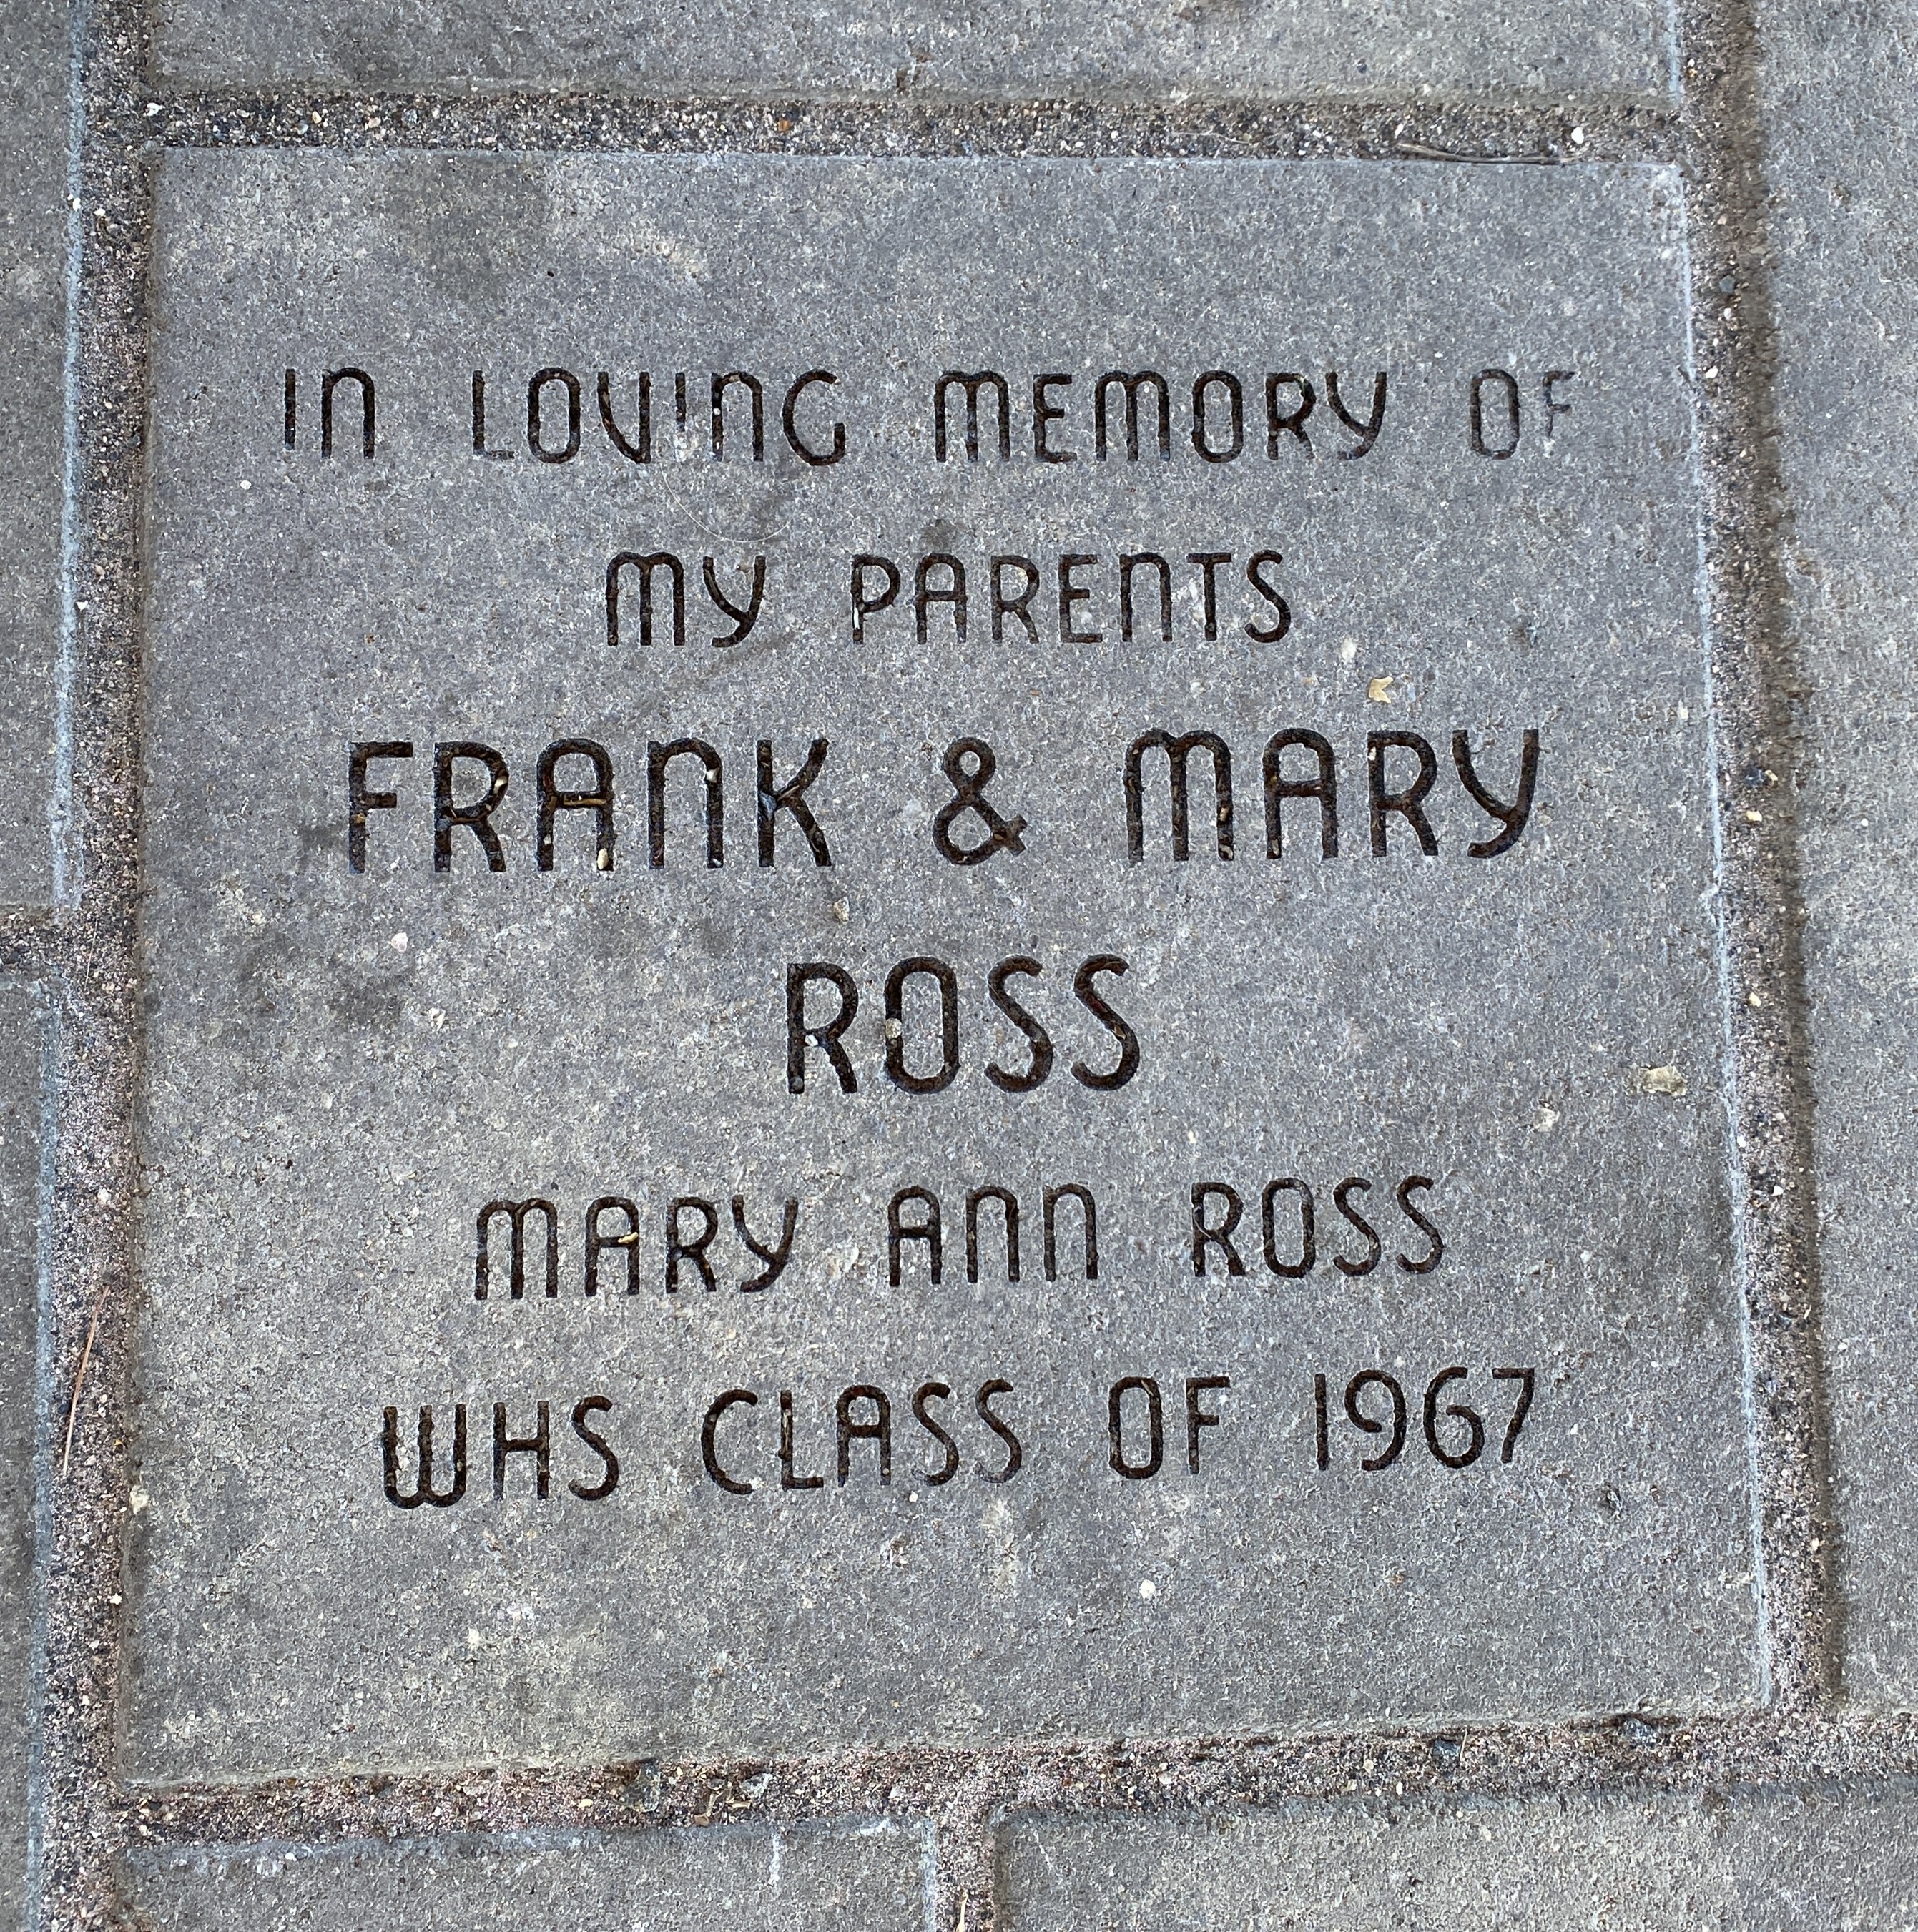 IN LOVING MEMORY OF
MY PARENTS
FRANK & MARY
ROSS
MARY ANN ROSS
WHS CLASS OF 1967